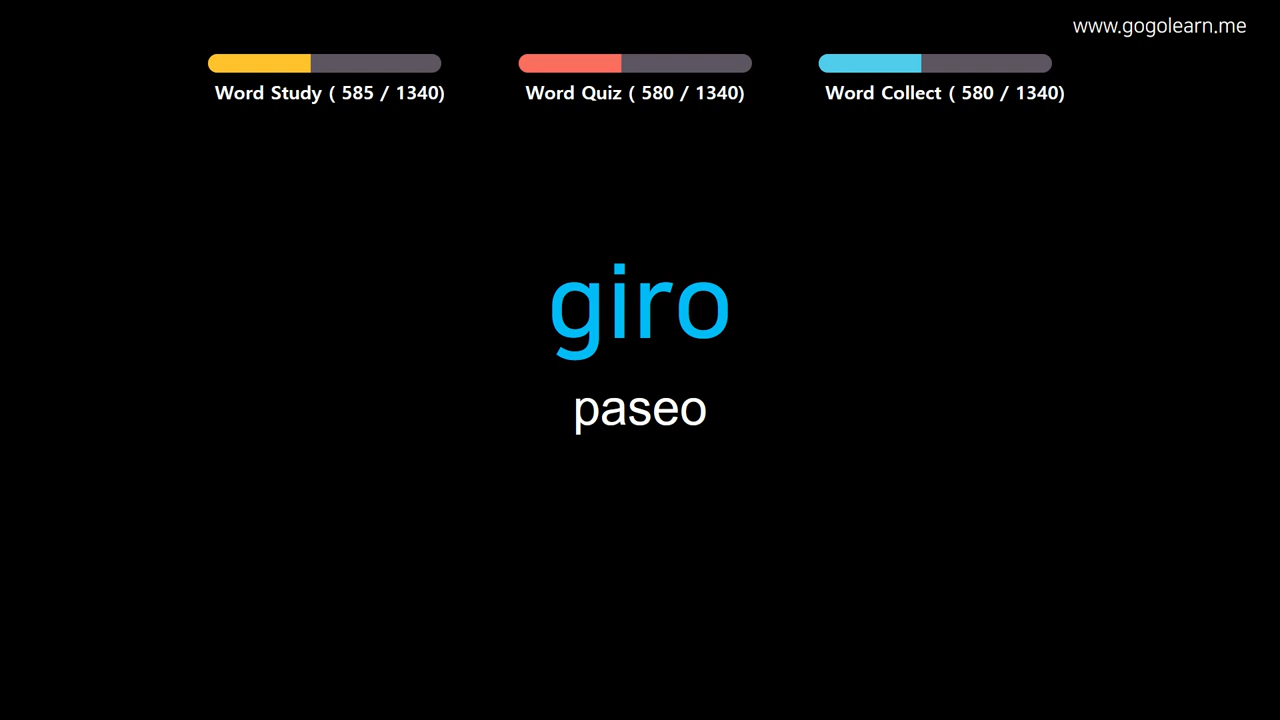 www.gogolearn.me
Word Study ( 585 / 1340)
Word Quiz ( 580 / 1340)
Word Collect ( 580 / 1340)
giro
paseo